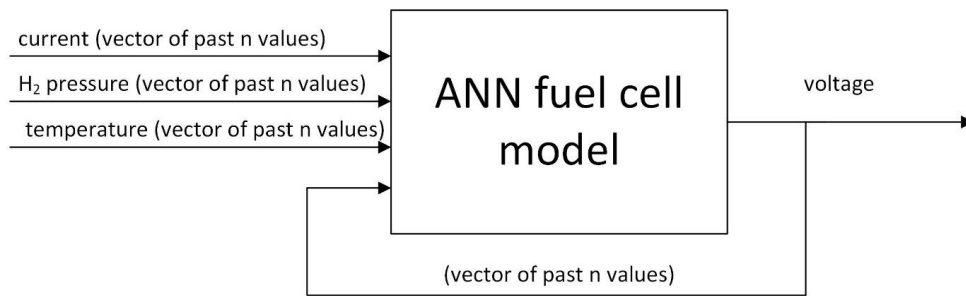 current (vector of past n values)
H₂ pressure (vector of past n values)
temperature (vector of past n values)
ANN fuel cell
model
voltage
(vector of past n values)